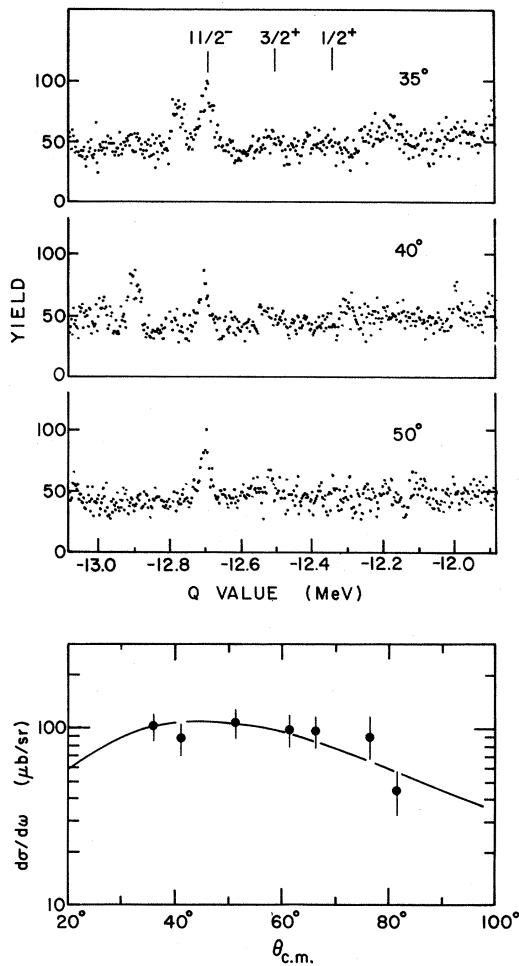 11/2⁻ 3/2⁺ 1/2⁺
35°
100
50
0
40°
100
50
0
YIELD
50°
100
50
0
-13.0 -12.8 -12.6 -12.4 -12.2 -12.0
Q VALUE (MeV)
100
10
dσ/dω (μb/sr)
20° 40° 60° 80° 100°
θc.m.